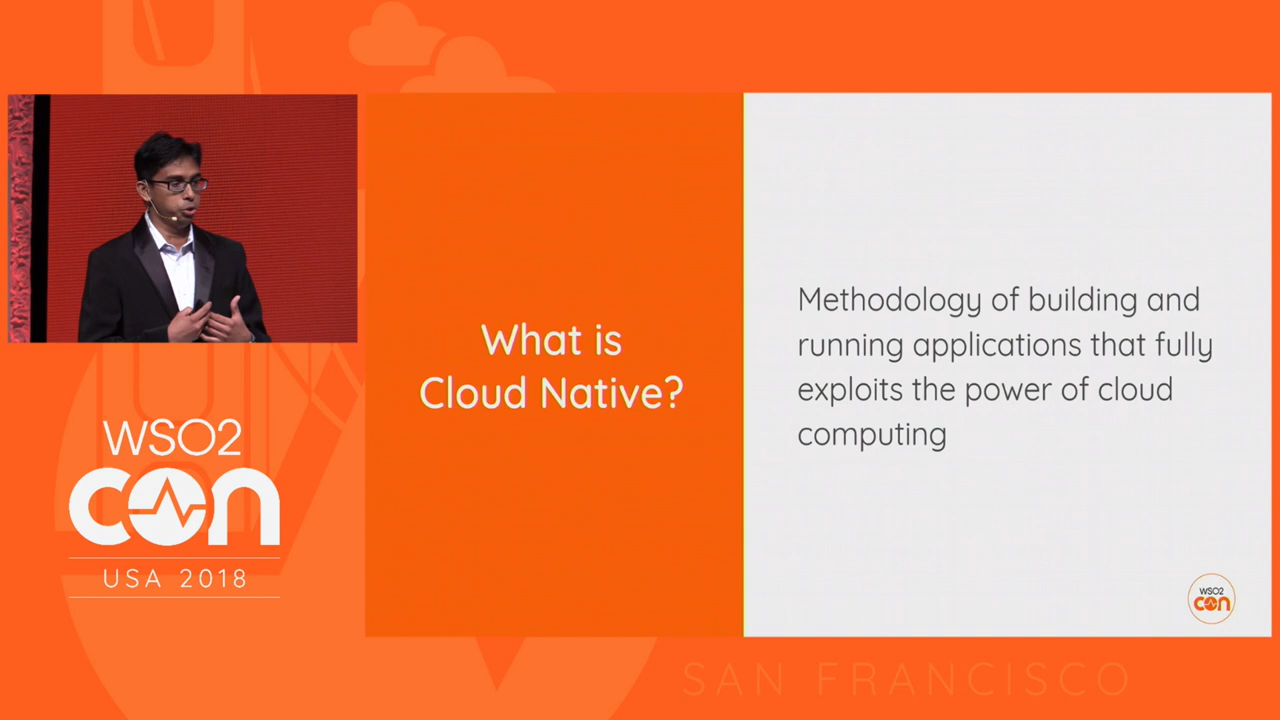 WSO2
con
USA 2018
What is
Cloud Native?
Methodology of building and
running applications that fully
exploits the power of cloud
computing
WSO2
con
SAN FRANCISCO